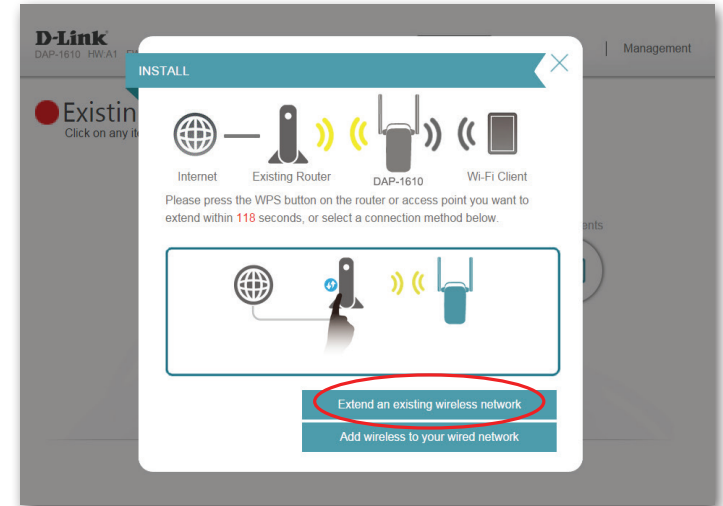 D-Link
DAP-1610 HW:A1
Management
INSTALL
Existin
Click on any
Internet
Existing Router
DAP-1610
Wi-Fi Client
Please press the WPS button on the router or access point you want to
extend within 118 seconds, or select a connection method below.
ents
Extend an existing wireless network
Add wireless to your wired network